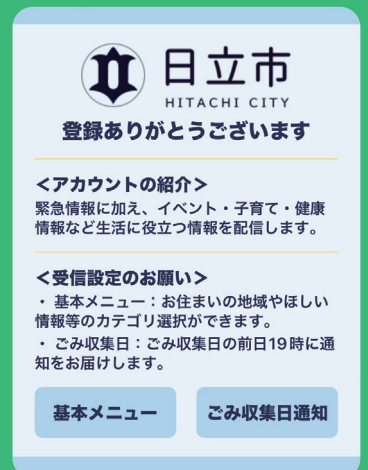 日立市
HITACHI CITY
登録ありがとうございます
＜アカウントの紹介＞
緊急情報に加え、イベント・子育て・健康
情報など生活に役立つ情報を配信します。
＜受信設定のお願い＞
・ 基本メニュー：お住まいの地域やほしい
情報等のカテゴリ選択ができます。
・ ごみ収集日：ごみ収集日の前日19時に通
知をお届けします。
基本メニュー ごみ収集日通知